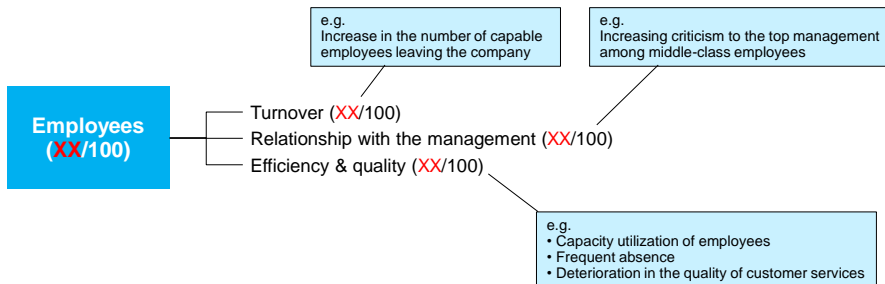 e.g.
Increase in the number of capable
employees leaving the company
e.g.
Increasing criticism to the top management
among middle-class employees
Employees
(XX/100)
Turnover (XX/100)
Relationship with the management (XX/100)
Efficiency & quality (XX/100)
e.g.
• Capacity utilization of employees
• Frequent absence
• Deterioration in the quality of customer services